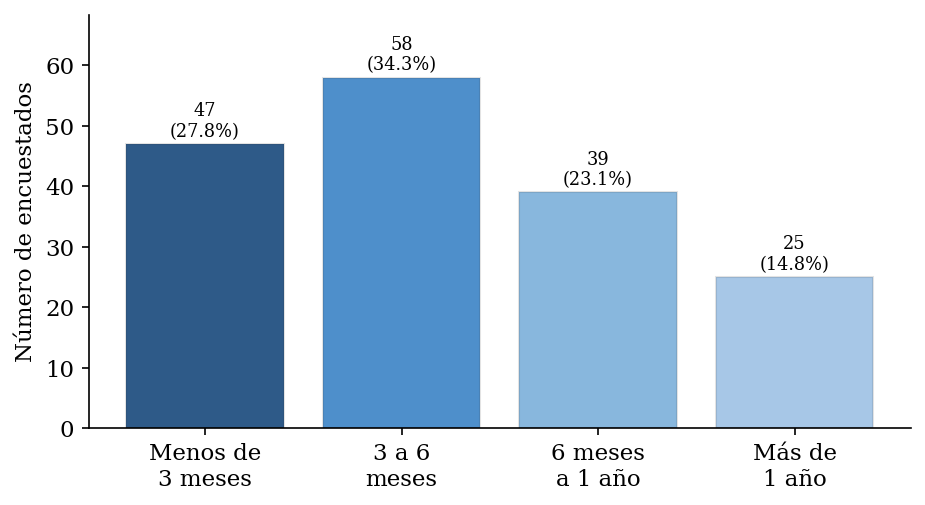 Número de encuestados
60
50
40
30
20
10
0
47
(27.8%)
58
(34.3%)
39
(23.1%)
25
(14.8%)
Menos de
3 meses
3 a 6
meses
6 meses
a 1 año
Más de
1 año